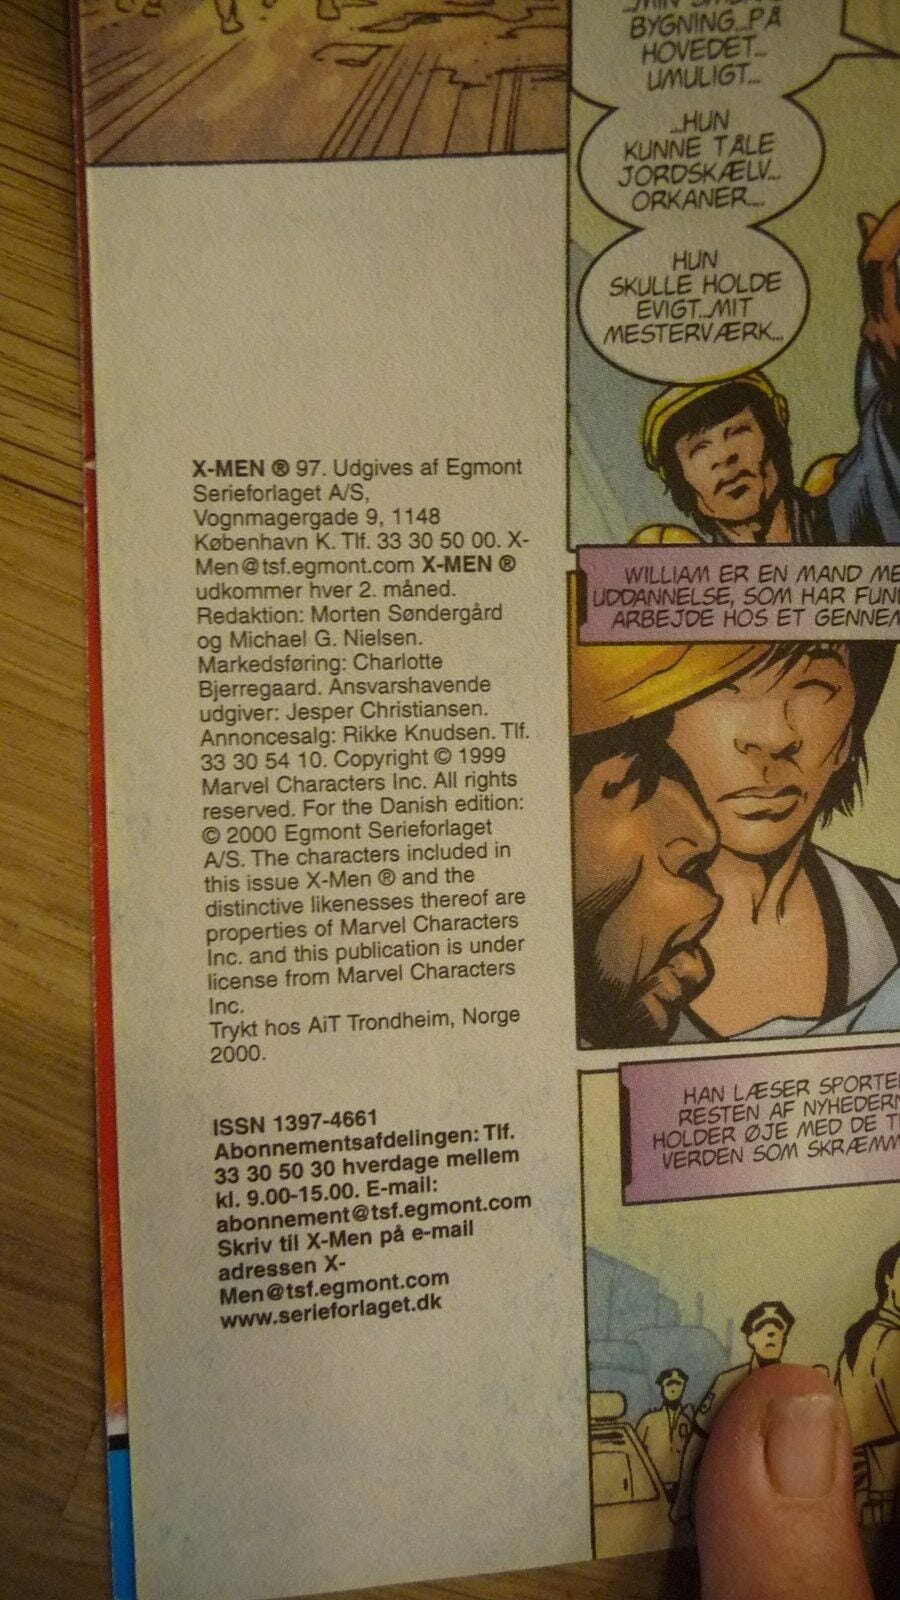 BYGNING...PÅ
HOVEDET...
UMULIGT...
...HUN
KUNNE TÅLE
JORDSKÆLV...
ORKANER....
HUN
SKULLE HOLDE
EVIGT...MIT
MESTERVÆRK...
X-MEN ® 97. Udgives af Egmont
Serieforlaget A/S,
Vognmagergade 9, 1148
København K. Tlf. 33 30 50 00. X-
Men@tsf.egmont.com X-MEN ®
udkommer hver 2. måned.
Redaktion: Morten Søndergård
og Michael G. Nielsen.
Markedsføring: Charlotte
Bjerregaard. Ansvarshavende
udgiver: Jesper Christiansen.
Annoncesalg: Rikke Knudsen. Tlf.
33 30 54 10. Copyright © 1999
Marvel Characters Inc. All rights
reserved. For the Danish edition:
© 2000 Egmont Serieforlaget
A/S. The characters included in
this issue X-Men ® and the
distinctive likenesses thereof are
properties of Marvel Characters
Inc. and this publication is under
license from Marvel Characters
Inc.
Trykt hos AiT Trondheim, Norge
2000.
ISSN 1397-4661
Abonnementsafdelingen: Tlf.
33 30 50 30 hverdage mellem
kl. 9.00-15.00. E-mail:
abonnement@tsf.egmont.com
Skriv til X-Men på e-mail
adressen X-
Men@tsf.egmont.com
www.serieforlaget.dk
WILLIAM ER EN MAND ME
UDDANNELSE, SOM HAR FUN
ARBEJDE HOS ET GENNEM
HAN LÆSER SPORTE
RESTEN AF NYHEDERN
HOLDER ØJE MED DE T
VERDEN SOM SKRÆMM